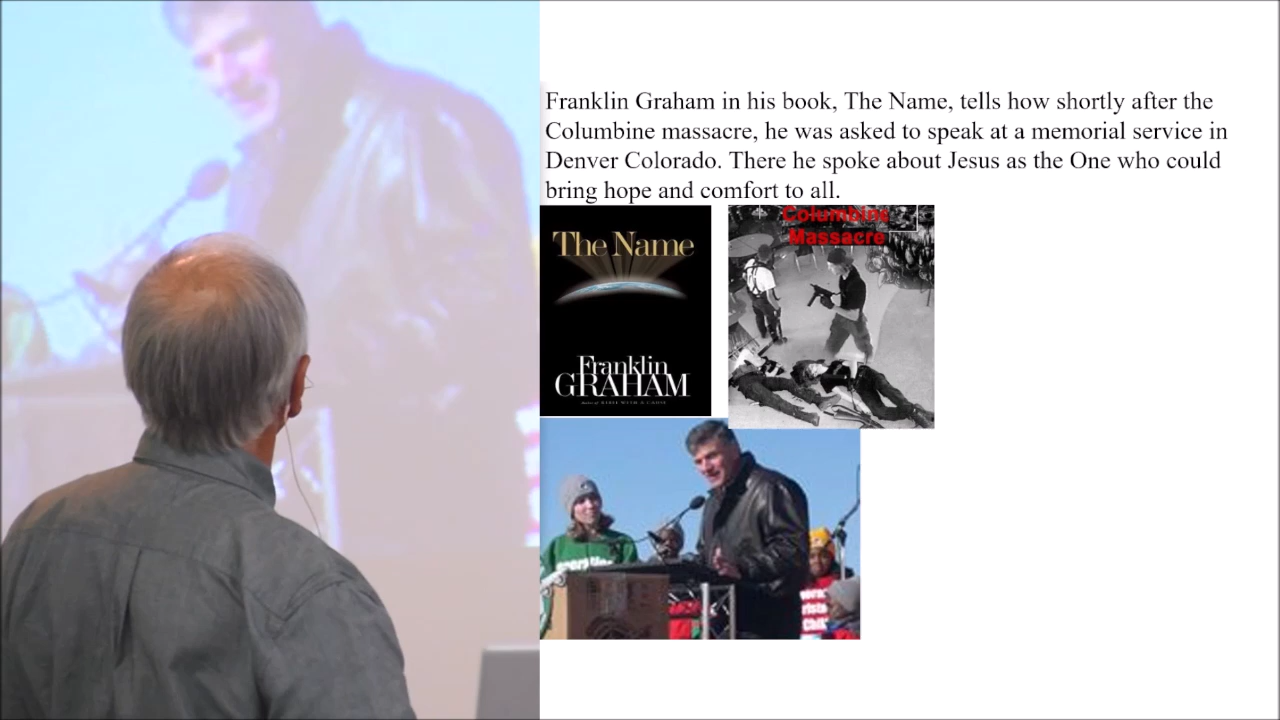 Franklin Graham in his book, The Name, tells how shortly after the
Columbine massacre, he was asked to speak at a memorial service in
Denver Colorado. There he spoke about Jesus as the One who could
bring hope and comfort to all.
The Name
Franklin
GRAHAM
Columbine
Massacre